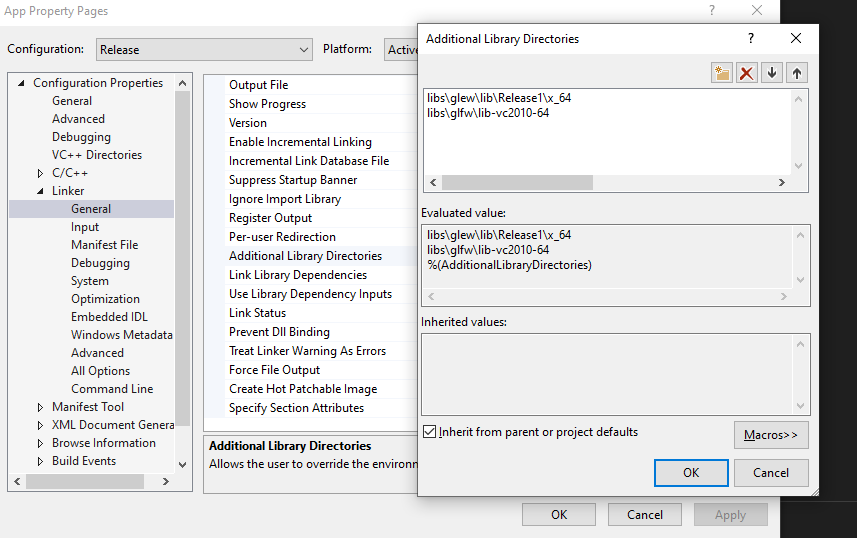 App Property Pages
? ×
Configuration: Release Platform: Active
Configuration Properties
General
Advanced
Debugging
VC++ Directories
C/C++
Linker
General
Input
Manifest File
Debugging
System
Optimization
Embedded IDL
Windows Metadata
Advanced
All Options
Command Line
Manifest Tool
XML Document Genera
Browse Information
Build Events
Output File
Show Progress
Version
Enable Incremental Linking
Incremental Link Database File
Suppress Startup Banner
Ignore Import Library
Register Output
Per-user Redirection
Additional Library Directories
Link Library Dependencies
Use Library Dependency Inputs
Link Status
Prevent Dll Binding
Treat Linker Warning As Errors
Force File Output
Create Hot Patchable Image
Specify Section Attributes
Additional Library Directories
Allows the user to override the environm
OK Cancel Apply
Additional Library Directories ? ×
libs\glew\lib\Release1\x_64
libs\glfw\lib-vc2010-64
Evaluated value:
libs\glew\lib\Release1\x_64
libs\glfw\lib-vc2010-64
%(AdditionalLibraryDirectories)
Inherited values:
Inherit from parent or project defaults
Macros>>
OK Cancel